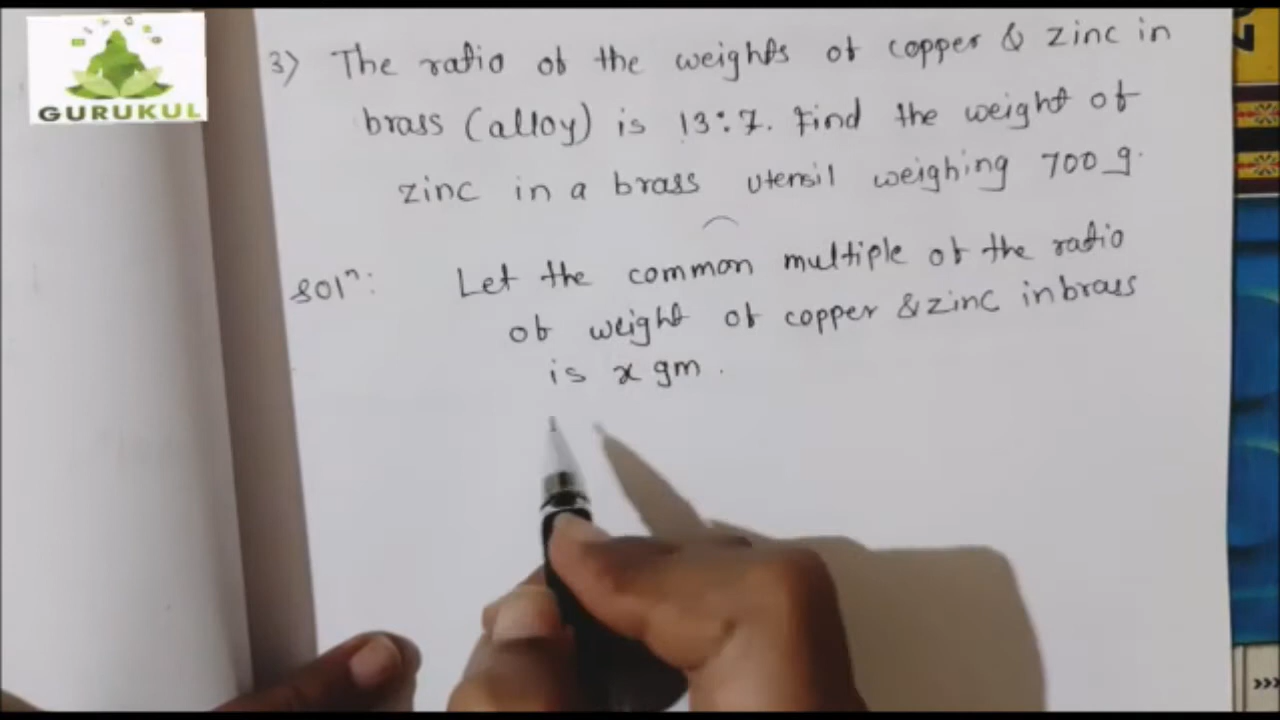 GURUKUL
3) The ratio of the weights of copper & zinc in
brass (alloy) is 13:7. Find the weight of
zinc in a brass utensil weighing 700 g.
Solⁿ: Let the common multiple of the ratio
of weight of copper & zinc in brass
is x gm.
>>>